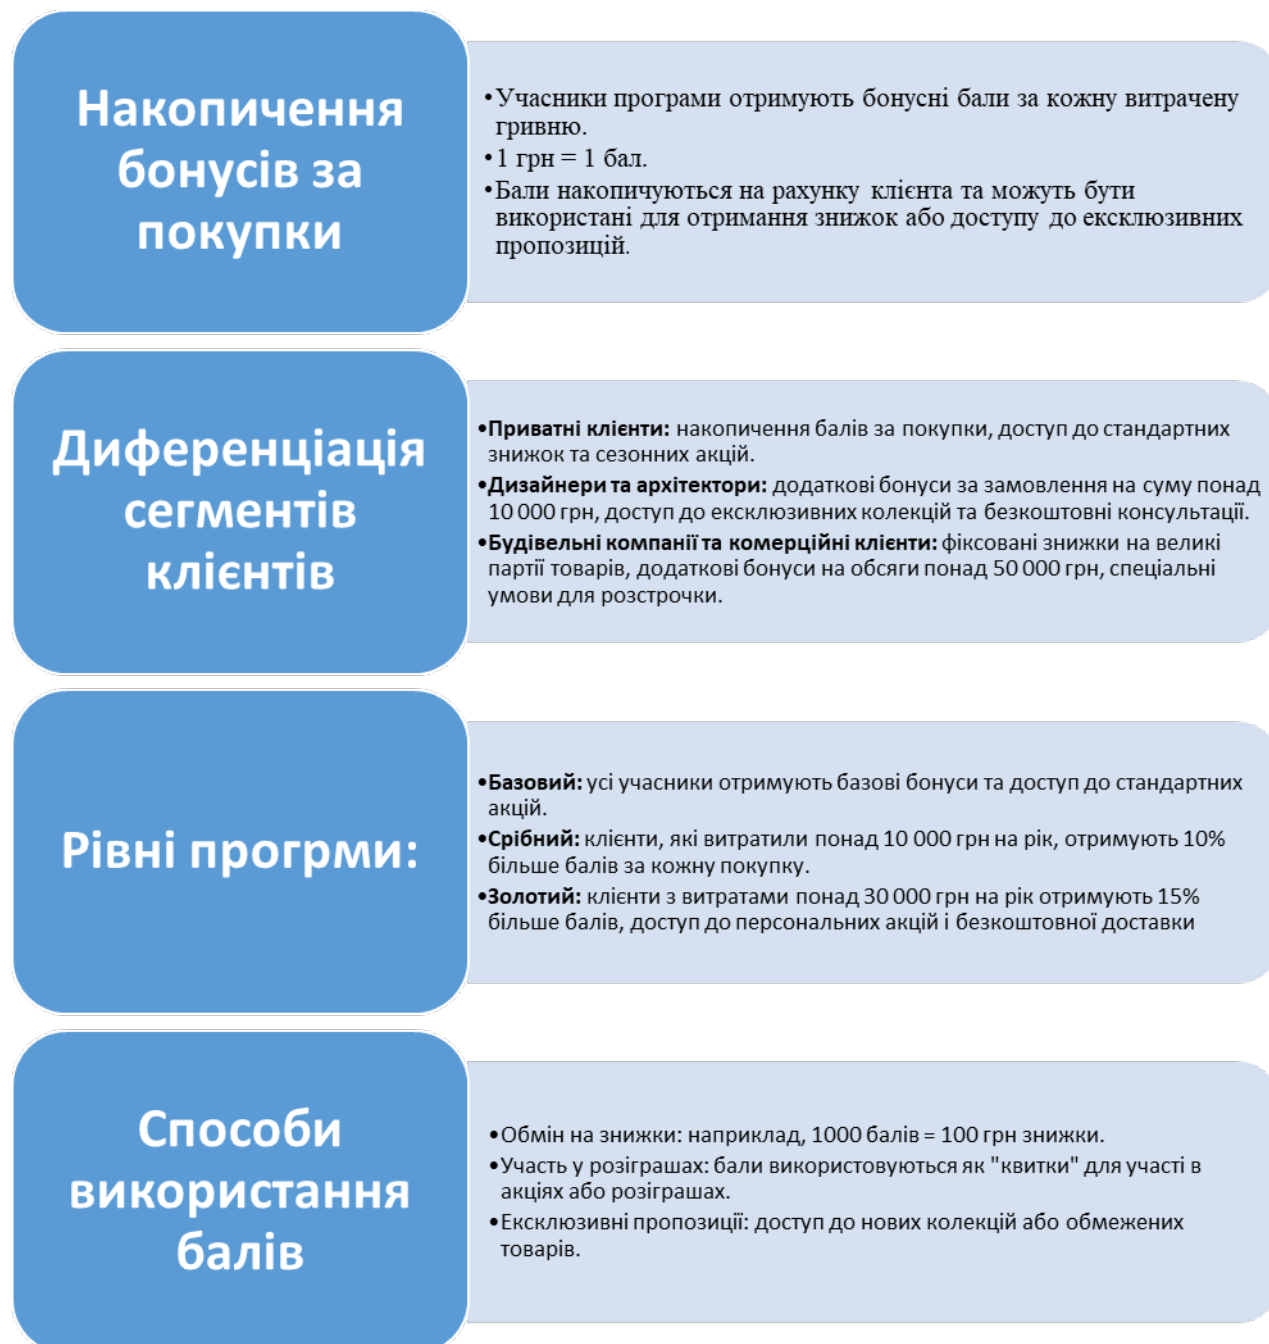 Накопичення
бонусів за
покупки
•Учасники програми отримують бонусні бали за кожну витрачену
гривню.
•1 грн = 1 бал.
•Бали накопичуються на рахунку клієнта та можуть бути
використані для отримання знижок або доступу до ексклюзивних
пропозицій.
Диференціація
сегментів
клієнтів
•Приватні клієнти: накопичення балів за покупки, доступ до стандартних
знижок та сезонних акцій.
•Дизайнери та архітектори: додаткові бонуси за замовлення на суму понад
10 000 грн, доступ до ексклюзивних колекцій та безкоштовні консультації.
•Будівельні компанії та комерційні клієнти: фіксовані знижки на великі
партії товарів, додаткові бонуси на обсяги понад 50 000 грн, спеціальні
умови для розстрочки.
Рівні прогрми:
•Базовий: усі учасники отримують базові бонуси та доступ до стандартних
акцій.
•Срібний: клієнти, які витратили понад 10 000 грн на рік, отримують 10%
більше балів за кожну покупку.
•Золотий: клієнти з витратами понад 30 000 грн на рік отримують 15%
більше балів, доступ до персональних акцій і безкоштовної доставки
Способи
використання
балів
•Обмін на знижки: наприклад, 1000 балів = 100 грн знижки.
•Участь у розіграшах: бали використовуються як "квитки" для участі в
акціях або розіграшах.
•Ексклюзивні пропозиції: доступ до нових колекцій або обмежених
товарів.